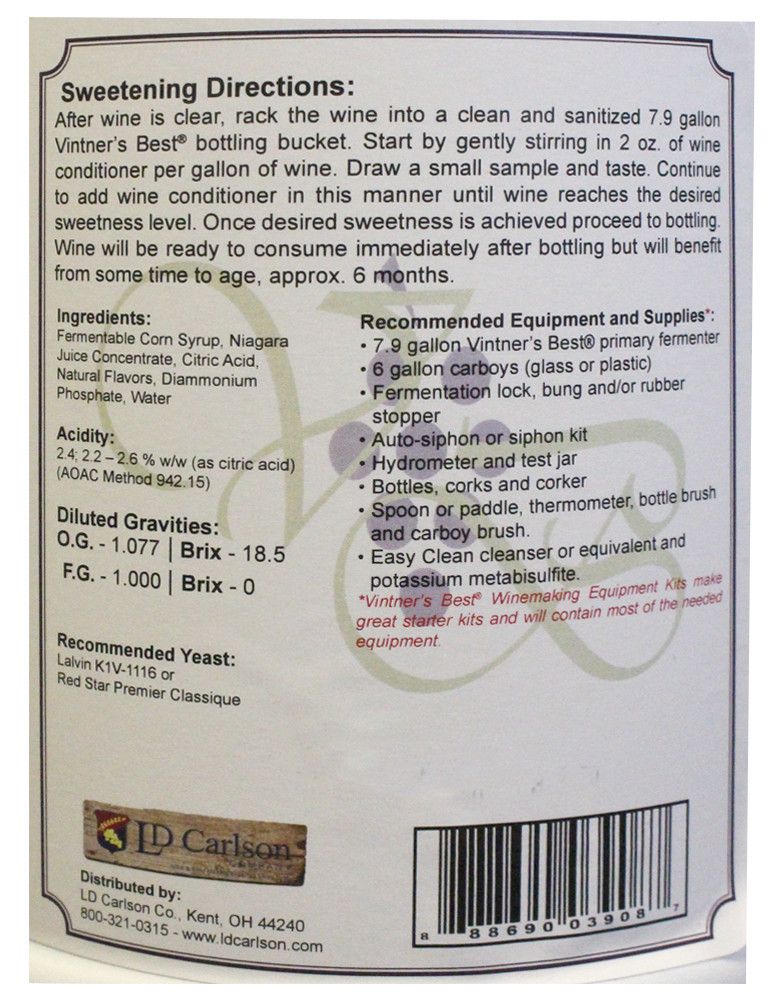 Sweetening Directions:
After wine is clear, rack the wine into a clean and sanitized 7.9 gallon
Vintner's Best® bottling bucket. Start by gently stirring in 2 oz. of wine
conditioner per gallon of wine. Draw a small sample and taste. Continue
to add wine conditioner in this manner until wine reaches the desired
sweetness level. Once desired sweetness is achieved proceed to bottling.
Wine will be ready to consume immediately after bottling but will benefit
from some time to age, approx. 6 months.
Ingredients:
Fermentable Corn Syrup, Niagara
Juice Concentrate, Citric Acid,
Natural Flavors, Diammonium
Phosphate, Water
Acidity:
2.4; 2.2 – 2.6 % w/w (as citric acid)
(AOAC Method 942.15)
Diluted Gravities:
O.G. - 1.077 | Brix - 18.5
F.G. - 1.000 | Brix - 0
Recommended Yeast:
Lalvin K1V-1116 or
Red Star Premier Classique
Recommended Equipment and Supplies*:
• 7.9 gallon Vintner's Best® primary fermenter
• 6 gallon carboys (glass or plastic)
• Fermentation lock, bung and/or rubber
stopper
• Auto-siphon or siphon kit
• Hydrometer and test jar
• Bottles, corks and corker
• Spoon or paddle, thermometer, bottle brush
and carboy brush.
• Easy Clean cleanser or equivalent and
potassium metabisulfite.
*Vintner's Best® Winemaking Equipment Kits make
great starter kits and will contain most of the needed
equipment.
LD Carlson
Distributed by:
LD Carlson Co., Kent, OH 44240
800-321-0315 - www.ldcarlson.com
8 88690 03908 7